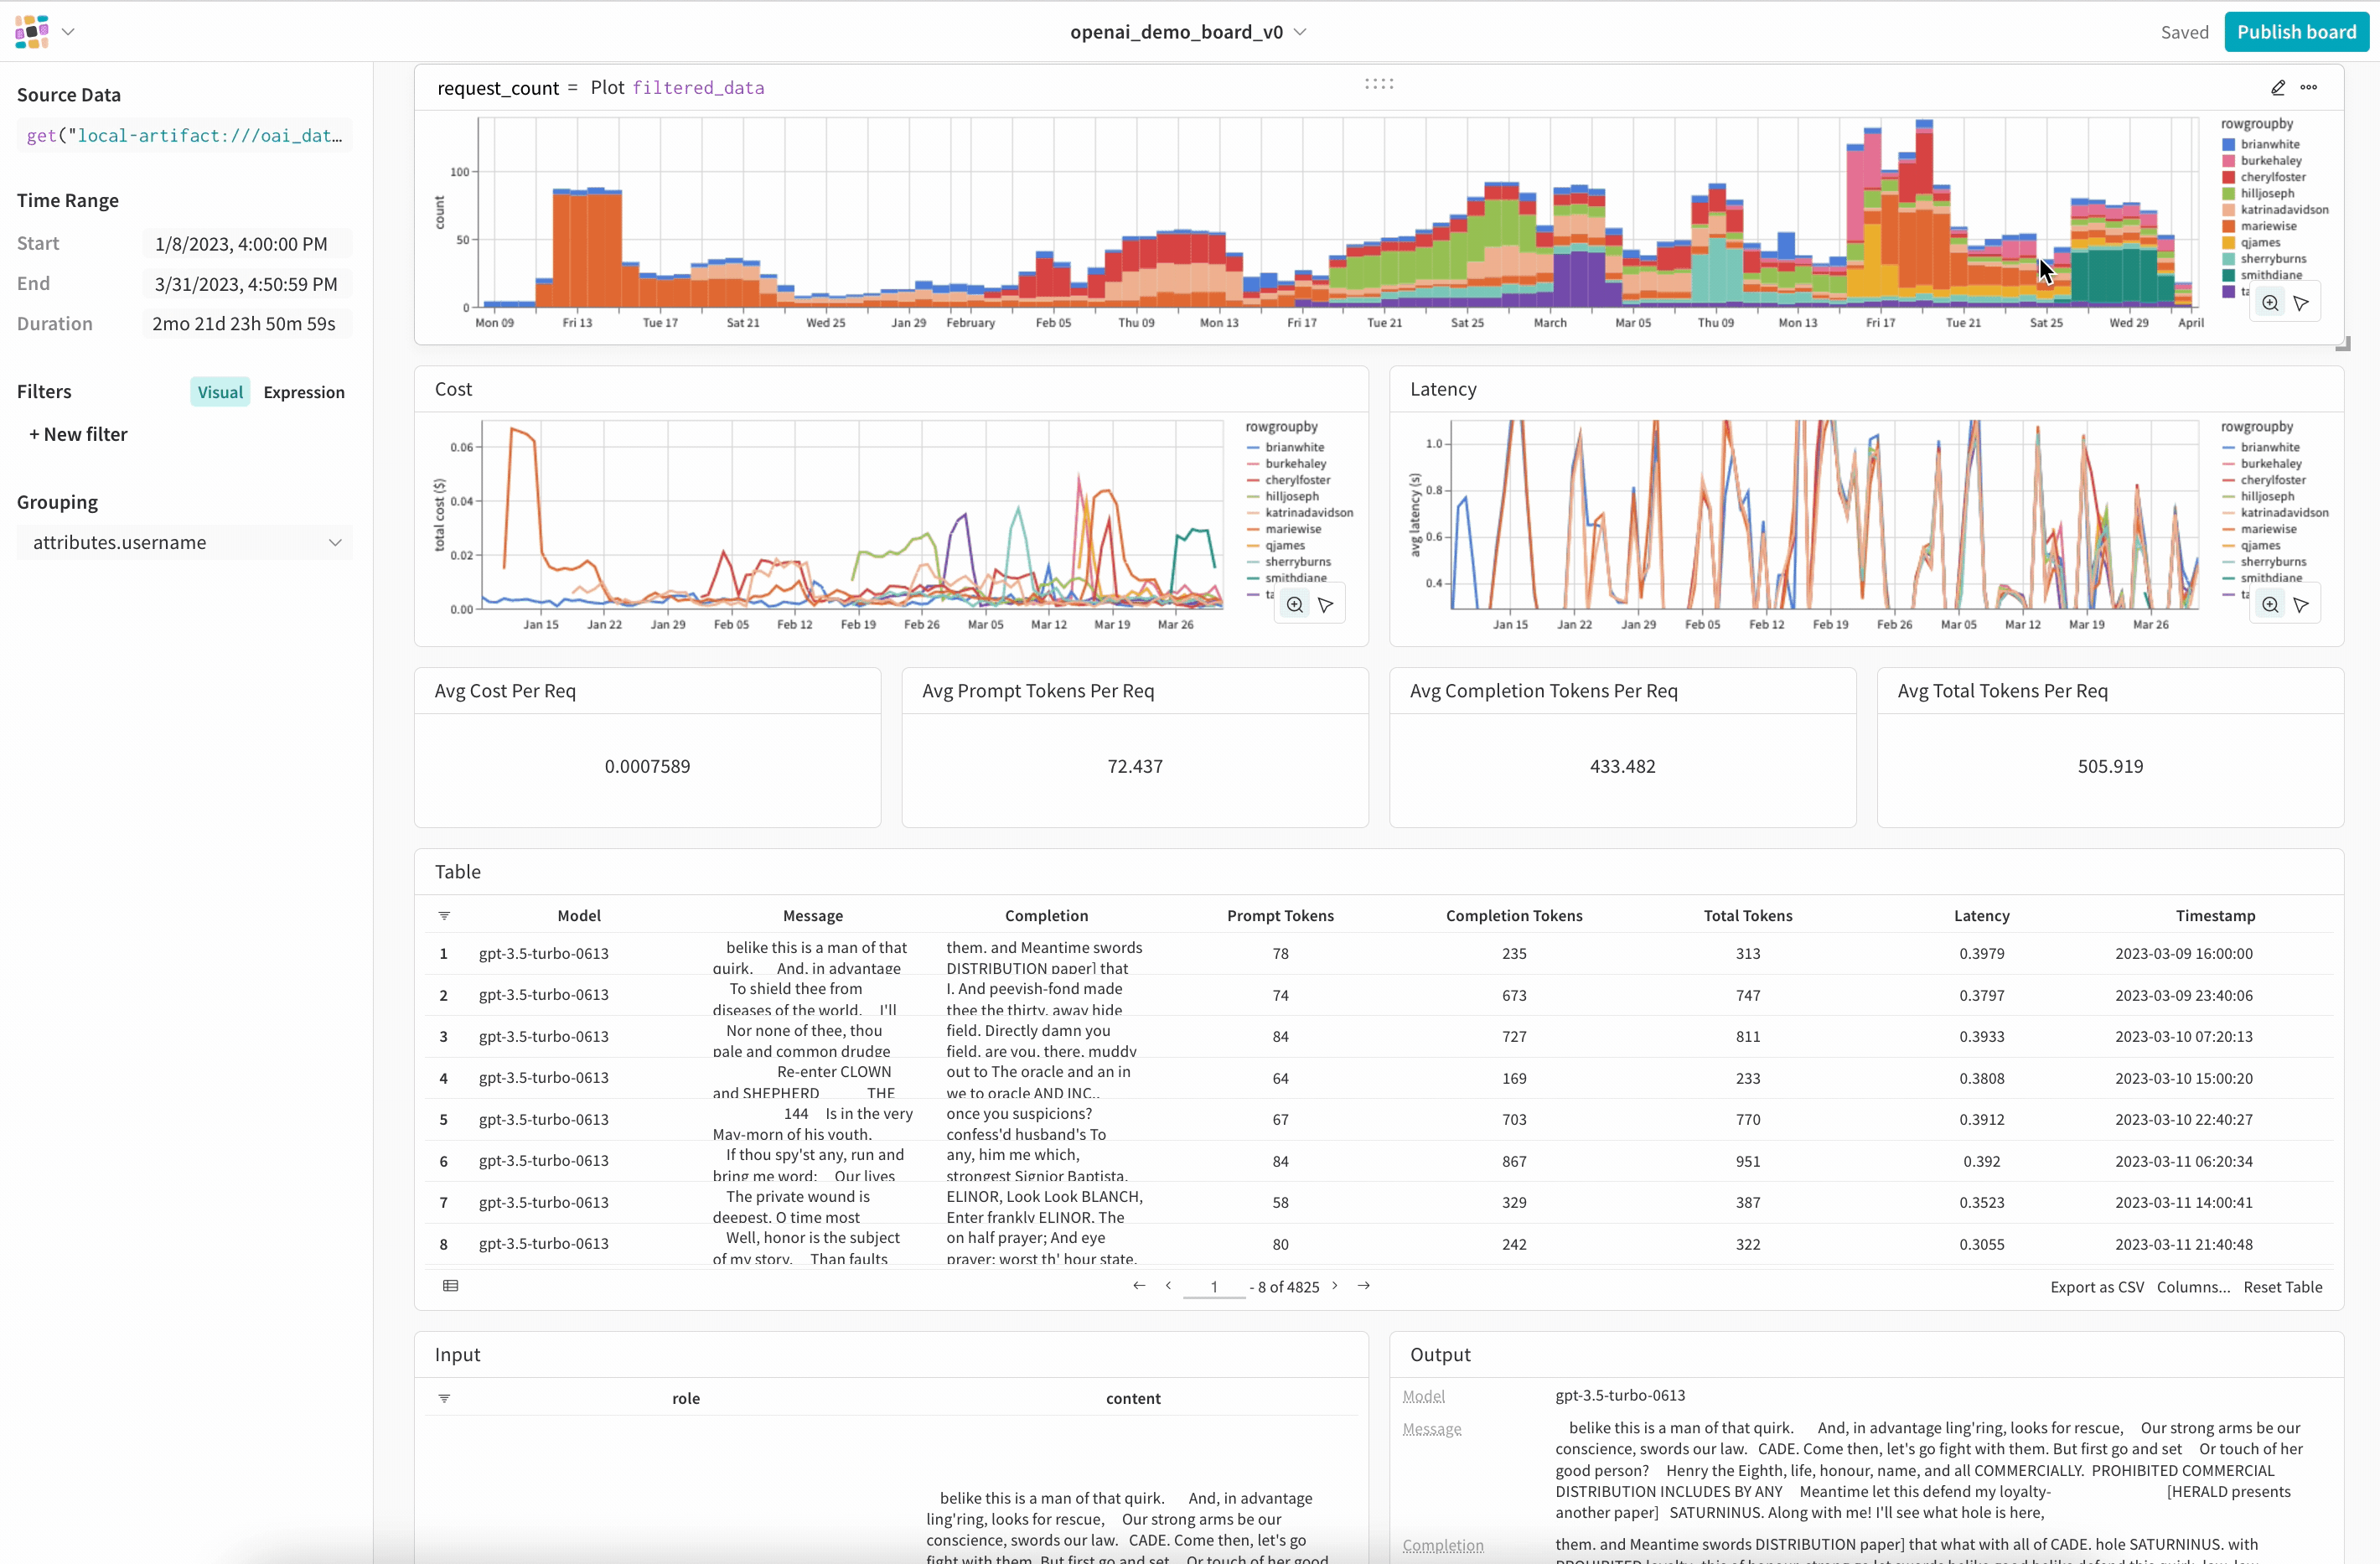 openai_demo_board_v0
Saved
Publish board
Source Data
get("local-artifact:///oai_dat…
Time Range
Start 1/8/2023, 4:00:00 PM
End 3/31/2023, 4:50:59 PM
Duration 2mo 21d 23h 50m 59s
Filters Visual Expression
+ New filter
Grouping
attributes.username
request_count = Plot filtered_data
count
100
50
0
Mon 09 Fri 13 Tue 17 Sat 21 Wed 25 Jan 29 February Feb 05 Thu 09 Mon 13 Fri 17 Tue 21 Sat 25 March Mar 05 Thu 09 Mon 13 Fri 17 Tue 21 Sat 25 Wed 29 April
rowgroupby
brianwhite
burkehaley
cherylfoster
hilljoseph
katrinadavidson
mariewise
qjames
sherryburns
smithdiane
ta
Cost
total cost ($)
0.06
0.04
0.02
0.00
Jan 15 Jan 22 Jan 29 Feb 05 Feb 12 Feb 19 Feb 26 Mar 05 Mar 12 Mar 19 Mar 26
rowgroupby
brianwhite
burkehaley
cherylfoster
hilljoseph
katrinadavidson
mariewise
qjames
sherryburns
smithdiane
ta
Latency
avg latency (s)
1.0
0.8
0.6
0.4
Jan 15 Jan 22 Jan 29 Feb 05 Feb 12 Feb 19 Feb 26 Mar 05 Mar 12 Mar 19 Mar 26
rowgroupby
brianwhite
burkehaley
cherylfoster
hilljoseph
katrinadavidson
mariewise
qjames
sherryburns
smithdiane
ta
Avg Cost Per Req
0.0007589
Avg Prompt Tokens Per Req
72.437
Avg Completion Tokens Per Req
433.482
Avg Total Tokens Per Req
505.919
Table
Model Message Completion Prompt Tokens Completion Tokens Total Tokens Latency Timestamp
1 gpt-3.5-turbo-0613 belike this is a man of that them. and Meantime swords 78 235 313 0.3979 2023-03-09 16:00:00
quirk. And, in advantage DISTRIBUTION paper] that
2 gpt-3.5-turbo-0613 To shield thee from I. And peevish-fond made 74 673 747 0.3797 2023-03-09 23:40:06
diseases of the world. I'll thee the thirty, away hide
3 gpt-3.5-turbo-0613 Nor none of thee, thou field. Directly damn you 84 727 811 0.3933 2023-03-10 07:20:13
pale and common drudge field, are you, there, muddy
4 gpt-3.5-turbo-0613 Re-enter CLOWN out to The oracle and an in 64 169 233 0.3808 2023-03-10 15:00:20
and SHEPHERD THE we to oracle AND INC..
5 gpt-3.5-turbo-0613 144 Is in the very once you suspicions? 67 703 770 0.3912 2023-03-10 22:40:27
May-morn of his youth, confess'd husband's To
6 gpt-3.5-turbo-0613 If thou spy'st any, run and any, him me which, 84 867 951 0.392 2023-03-11 06:20:34
bring me word; Our lives strongest Signior Baptista,
7 gpt-3.5-turbo-0613 The private wound is ELINOR, Look Look BLANCH, 58 329 387 0.3523 2023-03-11 14:00:41
deepest. O time most Enter frankly ELINOR. The
8 gpt-3.5-turbo-0613 Well, honor is the subject on half prayer; And eye 80 242 322 0.3055 2023-03-11 21:40:48
of my story. Than faults prayer; worst th' hour state,
1 - 8 of 4825
Export as CSV Columns... Reset Table
Input
role content
belike this is a man of that quirk. And, in advantage
ling'ring, looks for rescue, Our strong arms be our
conscience, swords our law. CADE. Come then, let's go
fight with them. But first go and set Or touch of her good
Output
Model gpt-3.5-turbo-0613
Message belike this is a man of that quirk. And, in advantage ling'ring, looks for rescue, Our strong arms be our
conscience, swords our law. CADE. Come then, let's go fight with them. But first go and set Or touch of her
good person? Henry the Eighth, life, honour, name, and all COMMERCIALLY. PROHIBITED COMMERCIAL
DISTRIBUTION INCLUDES BY ANY Meantime let this defend my loyalty- [HERALD presents
another paper] SATURNINUS. Along with me! I'll see what hole is here,
Completion them. and Meantime swords DISTRIBUTION paper] that what with all of CADE. hole SATURNINUS. with